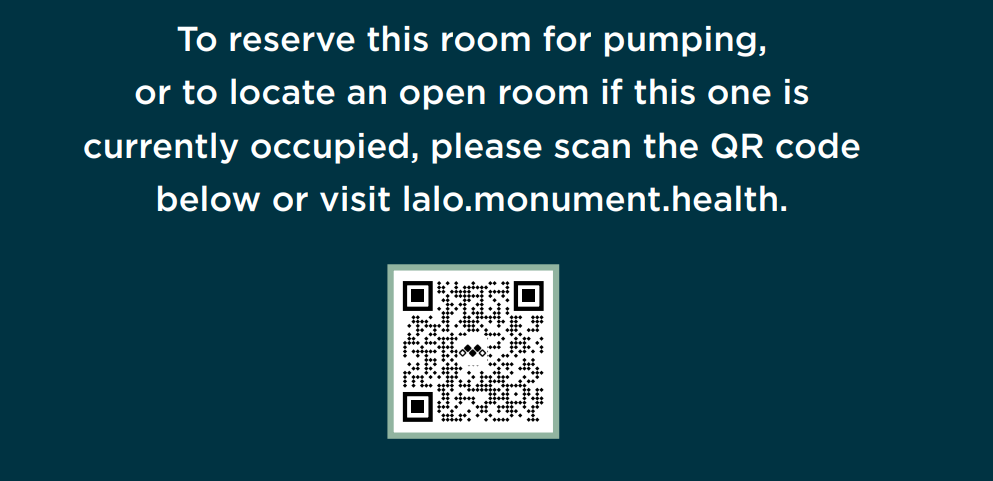 To reserve this room for pumping,
or to locate an open room if this one is
currently occupied, please scan the QR code
below or visit lalo.monument.health.